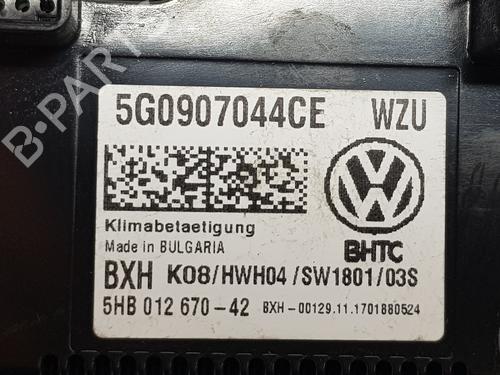 5G0907044CE WZU
Klimabetaetigung
Made in BULGARIA
BHTC
BXH K08/HWH04/SW1801/03S
5HB 012 670-42 BXH-00129.11.1701880524
B-PARTS